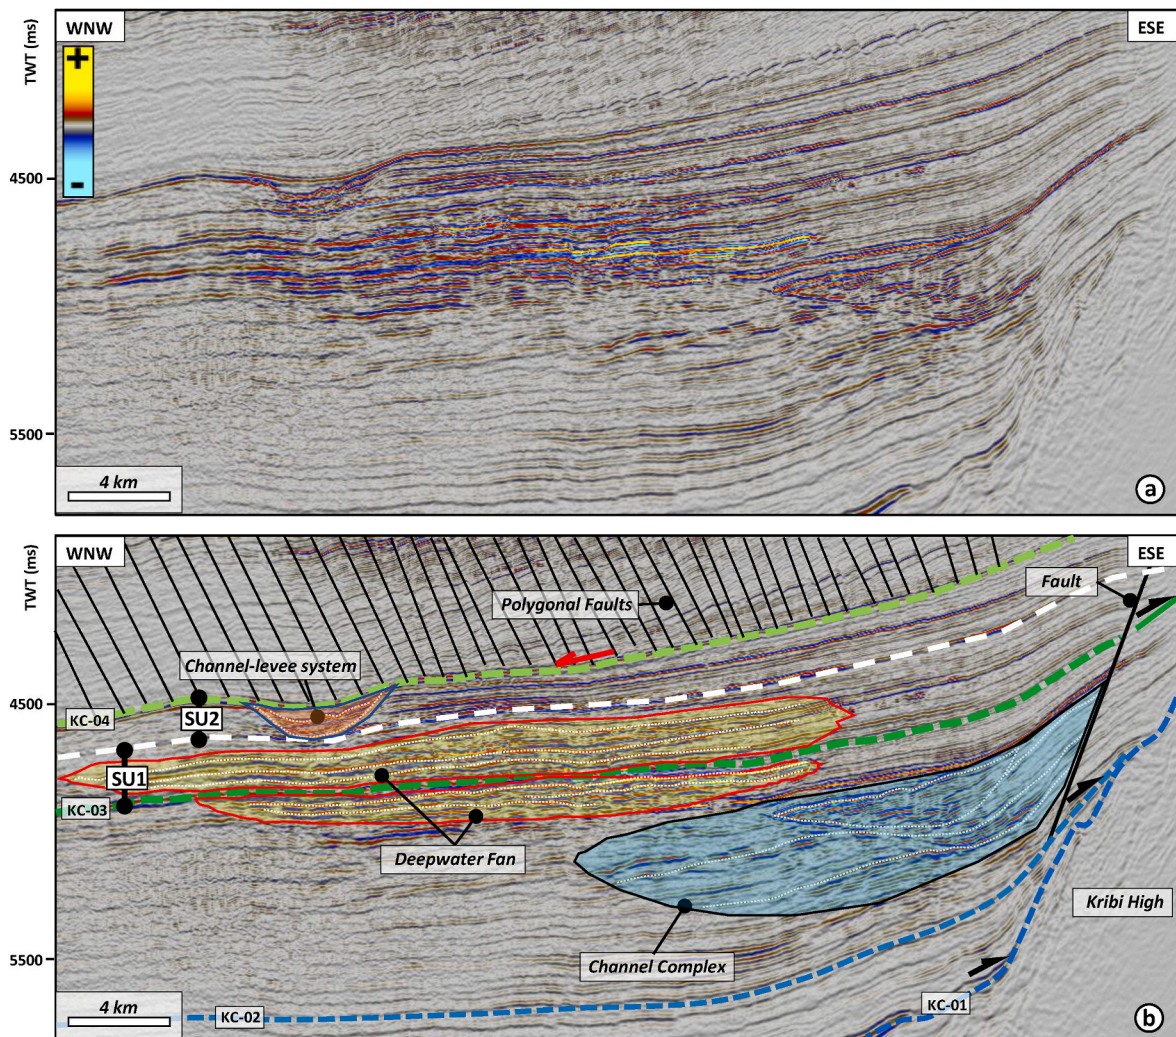 WNW
ESE
TWT (ms)
+
-
4500
5500
4 km
a
WNW
ESE
TWT (ms)
Fault
Polygonal Faults
Channel-levee system
4500
KC-04
SU2
SU1
KC-03
Deepwater Fan
Kribi High
Channel Complex
5500
4 km
KC-02
KC-01
b